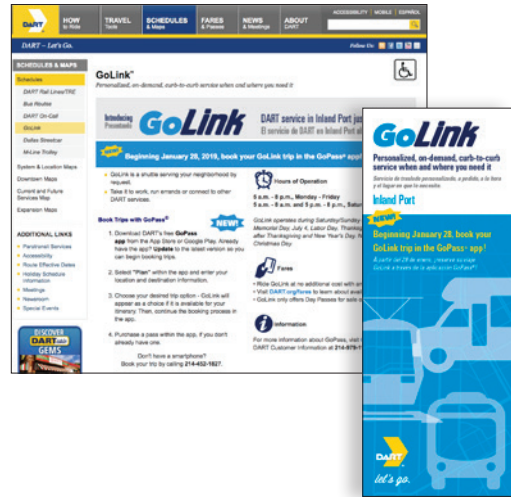 DART
HOW
to Ride
TRAVEL
Tools
SCHEDULES
& Maps
FARES
& Passes
NEWS
& Meetings
ABOUT
DART
ACCESSIBILITY | MOBILE | ESPAÑOL
DART – Let's Go.
Follow Us:
SCHEDULES & MAPS
Schedules
DART Rail Lines/TRE
Bus Routes
DART On-Call
GoLink
Dallas Streetcar
M-Line Trolley
System & Location Maps
Downtown Maps
Current and Future
Services Map
Expansion Maps
ADDITIONAL LINKS
Paratransit Services
Accessibility
Route Effective Dates
Holiday Schedule
Information
Meetings
Newsroom
Special Events
DISCOVER
DART
GEMS
GoLink
Personalized, on-demand, curb-to-curb service when and where you need it
Introducing
Presentando
GoLink
DART service in Inland Port jus
El servicio de DART en Inland Port al
Beginning January 28, 2019, book your GoLink trip in the GoPass® app!
• GoLink is a shuttle serving your neighborhood by
request.
• Take it to work, run errands or connect to other
DART services.
NEW!
Book Trips with GoPass®
1. Download DART's free GoPass
app from the App Store or Google Play. Already
have the app? Update to the latest version so you
can begin booking trips.
2. Select "Plan" within the app and enter your
location and destination information.
3. Choose your desired trip option - GoLink will
appear as a choice if it is available for your
itinerary. Then, continue the booking process in
the app.
4. Purchase a pass within the app, if you don't
already have one.
Don't have a smartphone?
Book your trip by calling 214-452-1827.
Hours of Operation
5 a.m. - 8 p.m., Monday - Friday
5 a.m. - 8 a.m. and 5 p.m. - 8 p.m., Satur
GoLink operates during Saturday/Sunday
Memorial Day, July 4, Labor Day, Thanksg
after Thanksgiving and New Year's Day. N
Christmas Day.
Fares
• Ride GoLink at no additional cost with an
• Visit DART.org/fares to learn about availa
• GoLink only offers Day Passes for sale o
Information
For more information about GoPass, visit
DART Customer Information at 214-979-1
GoLink
Personalized, on-demand, curb-to-curb
service when and where you need it
Servicio de traslado personalizado, a pedido, a la hora
y el lugar en que lo necesite.
Inland Port
NEW!
Beginning January 28, book your
GoLink trip in the GoPass® app!
A partir del 28 de enero, ¡reserve su viaje
GoLink a través de la aplicación GoPass®!
DART
let's go.